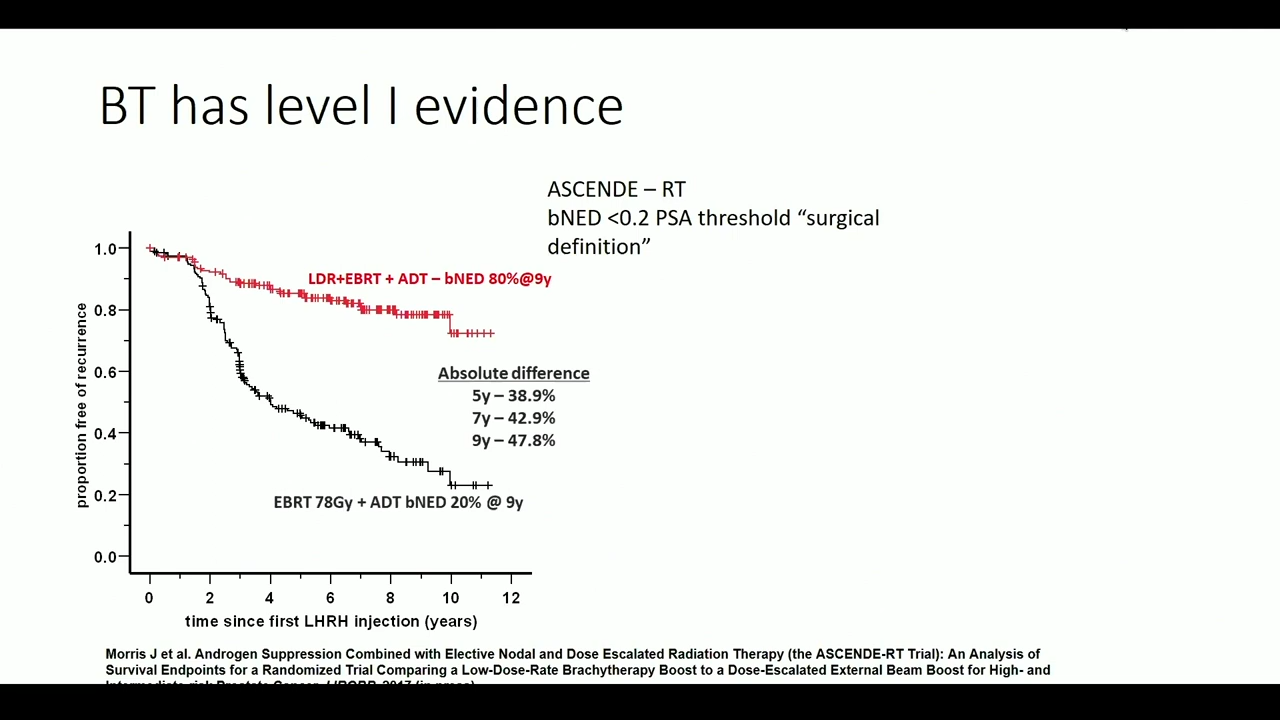 BT has level I evidence
ASCENDE – RT
bNED <0.2 PSA threshold “surgical
definition”
LDR+EBRT + ADT – bNED 80%@9y
Absolute difference
5y – 38.9%
7y – 42.9%
9y – 47.8%
EBRT 78Gy + ADT bNED 20% @ 9y
proportion free of recurrence
1.0
0.8
0.6
0.4
0.2
0.0
0 2 4 6 8 10 12
time since first LHRH injection (years)
Morris J et al. Androgen Suppression Combined with Elective Nodal and Dose Escalated Radiation Therapy (the ASCENDE-RT Trial): An Analysis of
Survival Endpoints for a Randomized Trial Comparing a Low-Dose-Rate Brachytherapy Boost to a Dose-Escalated External Beam Boost for High- and